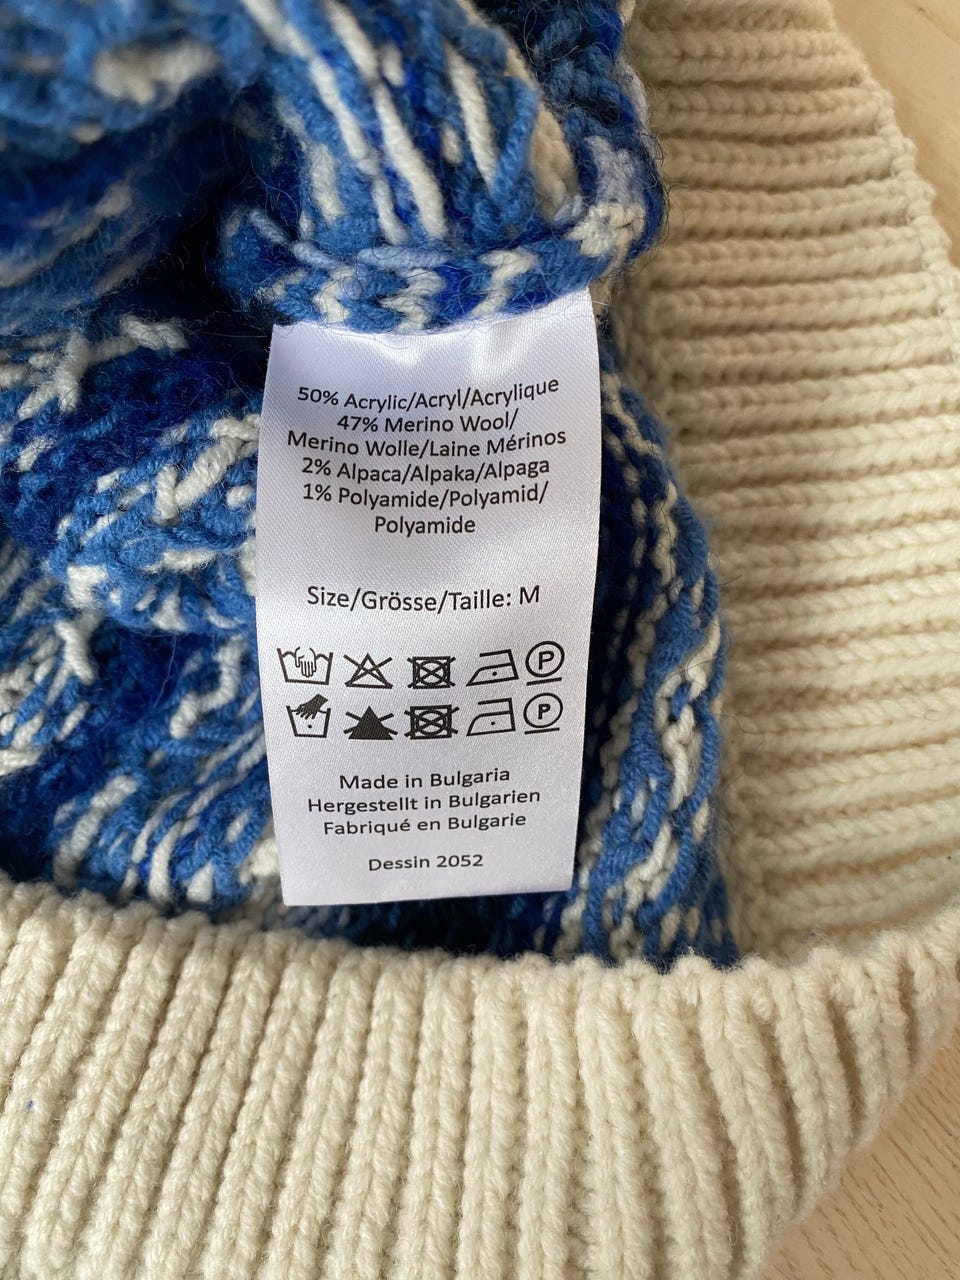 50% Acrylic/Acryl/Acrylique
47% Merino Wool/
Merino Wolle/Laine Mérinos
2% Alpaca/Alpaka/Alpaga
1% Polyamide/Polyamid/
Polyamide
Size/Grösse/Taille: M
P
P
Made in Bulgaria
Hergestellt in Bulgarien
Fabriqué en Bulgarie
Dessin 2052